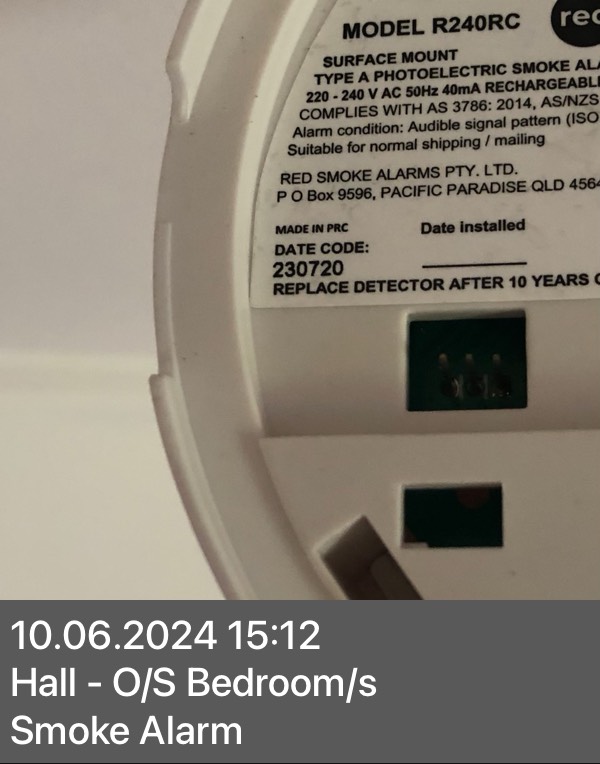 MODEL R240RC
red
SURFACE MOUNT
TYPE A PHOTOELECTRIC SMOKE
220 - 240 V AC 50Hz 40mA
COMPLIES WITH AS 3786: 2014, AS/NZS
Alarm condition: Audible signal pattern (ISO
Suitable for normal shipping / mailing
RED SMOKE ALARMS PTY. LTD.
P O Box 9596, PACIFIC PARADISE QLD 4564
MADE IN PRC
Date installed
DATE CODE:
230720
REPLACE DETECTOR AFTER 10 YEARS
10.06.2024 15:12
Hall - O/S Bedroom/s
Smoke Alarm